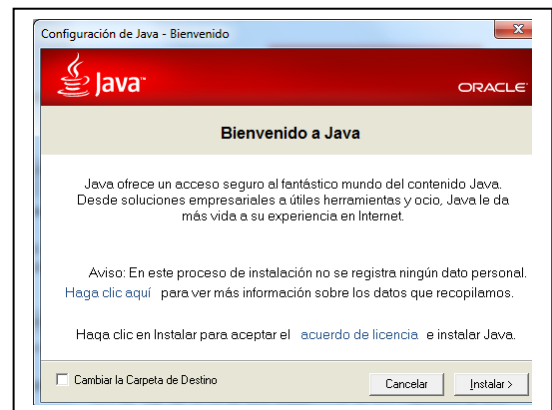 Configuración de Java - Bienvenido
Java™
ORACLE
Bienvenido a Java
Java ofrece un acceso seguro al fantástico mundo del contenido Java.
Desde soluciones empresariales a útiles herramientas y ocio, Java le da
más vida a su experiencia en Internet.
Aviso: En este proceso de instalación no se registra ningún dato personal.
Haga clic aquí para ver más información sobre los datos que recopilamos.
Haga clic en Instalar para aceptar el acuerdo de licencia e instalar Java.
Cambiar la Carpeta de Destino
Cancelar
Instalar >